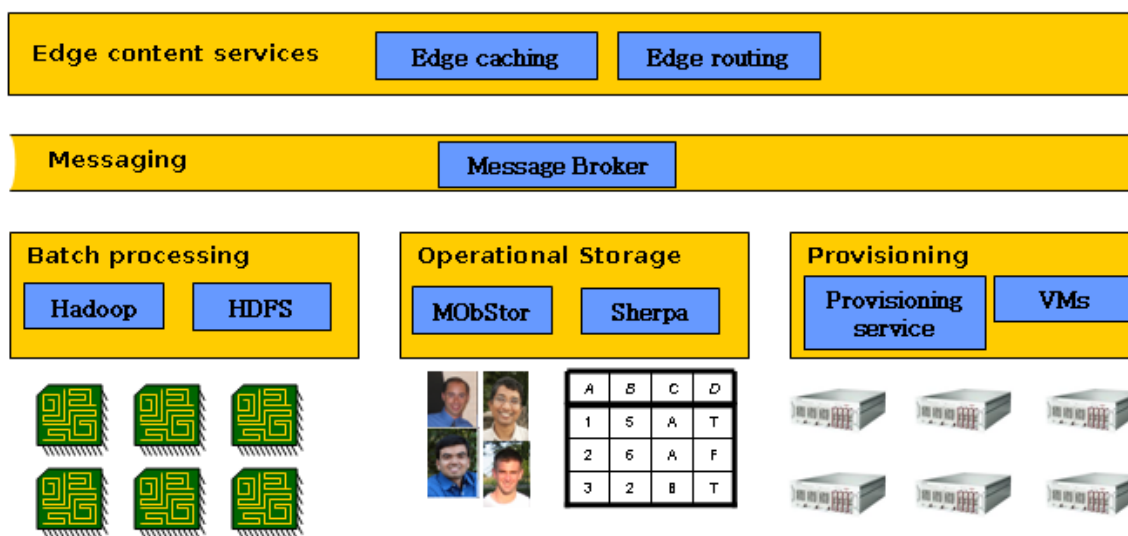 Edge content services
Edge caching
Edge routing
Messaging
Message Broker
Batch processing
Hadoop
HDFS
Operational Storage
MObStor
Sherpa
Provisioning
Provisioning
service
VMs
A B C D
1 5 A T
2 6 A F
3 2 B T